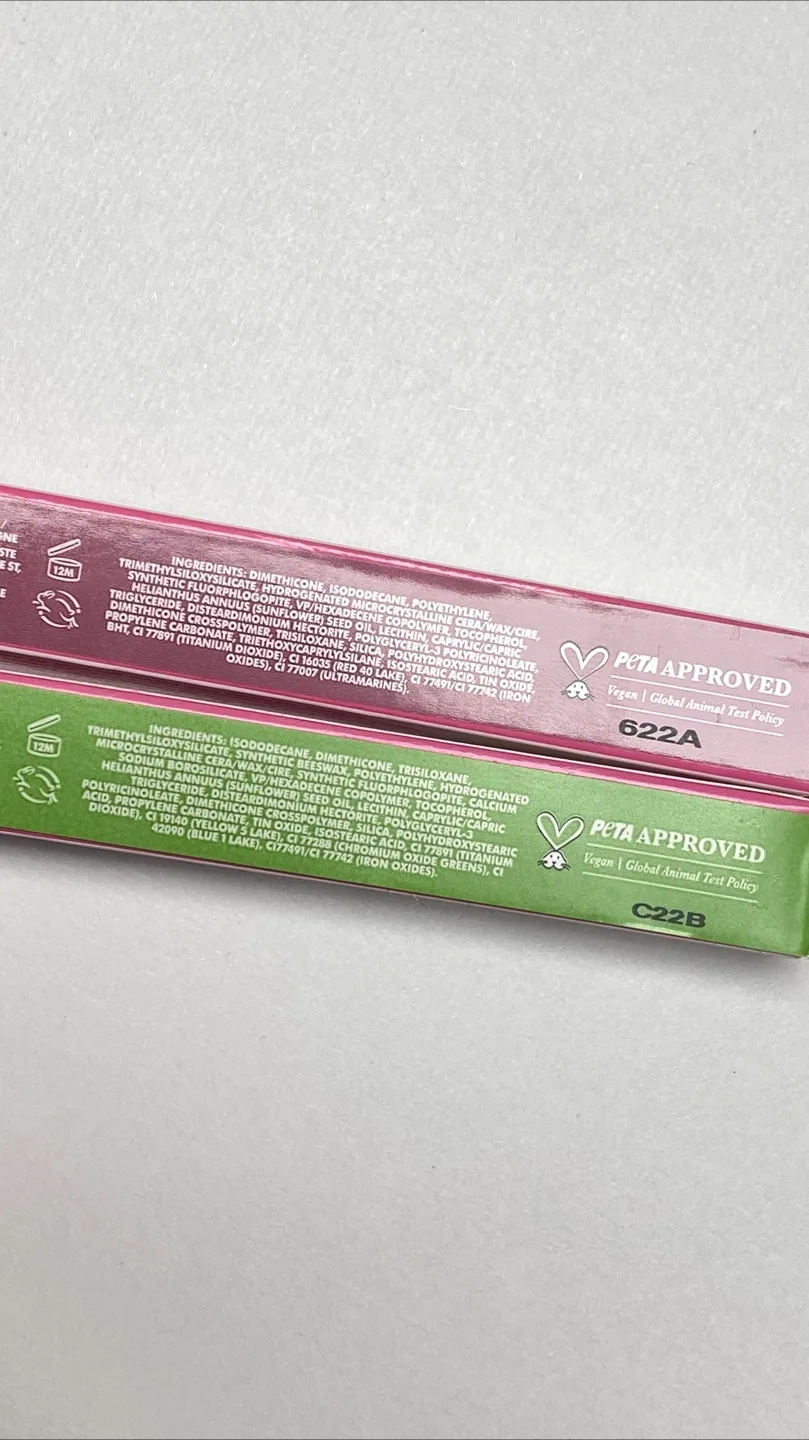 /
GNE
STE
E ST,
E
12M
INGREDIENTS: DIMETHICONE, ISODODECANE, POLYETHYLENE,
TRIMETHYLSILOXYSILICATE, HYDROGENATED MICROCRYSTALLINE CERA/WAX/CIRE,
SYNTHETIC FLUORPHLOGOPITE, VP/HEXADECENE COPOLYMER, TOCOPHEROL,
HELIANTHUS ANNUUS (SUNFLOWER) SEED OIL, LECITHIN, CAPRYLIC/CAPRIC
TRIGLYCERIDE, DISTEARDIMONIUM HECTORITE, POLYGLYCERYL-3 POLYRICINOLEATE,
DIMETHICONE CROSSPOLYMER, TRISILOXANE, SILICA, POLYHYDROXYSTEARIC ACID,
PROPYLENE CARBONATE, TRIETHOXYCAPRYLYLSILANE, ISOSTEARIC ACID, TIN OXIDE,
BHT, CI 77891 (TITANIUM DIOXIDE), CI 16035 (RED 40 LAKE), CI 77491/CI 77742 (IRON
OXIDES), CI 77007 (ULTRAMARINES).
PETA APPROVED
Vegan | Global Animal Test Policy
622A
12M
INGREDIENTS: ISODODECANE, DIMETHICONE, TRISILOXANE,
TRIMETHYLSILOXYSILICATE, SYNTHETIC BEESWAX, POLYETHYLENE, HYDROGENATED
MICROCRYSTALLINE CERA/WAX/CIRE, SYNTHETIC FLUORPHLOGOPITE, CALCIUM
SODIUM BOROSILICATE, VP/HEXADECENE COPOLYMER, TOCOPHEROL,
HELIANTHUS ANNUUS (SUNFLOWER) SEED OIL, LECITHIN, CAPRYLIC/CAPRIC
TRIGLYCERIDE, DISTEARDIMONIUM HECTORITE, POLYGLYCERYL-3
POLYRICINOLEATE, DIMETHICONE CROSSPOLYMER, SILICA, POLYHYDROXYSTEARIC
ACID, PROPYLENE CARBONATE, TIN OXIDE, ISOSTEARIC ACID, CI 77891 (TITANIUM
DIOXIDE), CI 19140 (YELLOW 5 LAKE), CI 77288 (CHROMIUM OXIDE GREENS), CI
42090 (BLUE 1 LAKE), CI77491/CI 77742 (IRON OXIDES).
PETA APPROVED
Vegan | Global Animal Test Policy
C22B